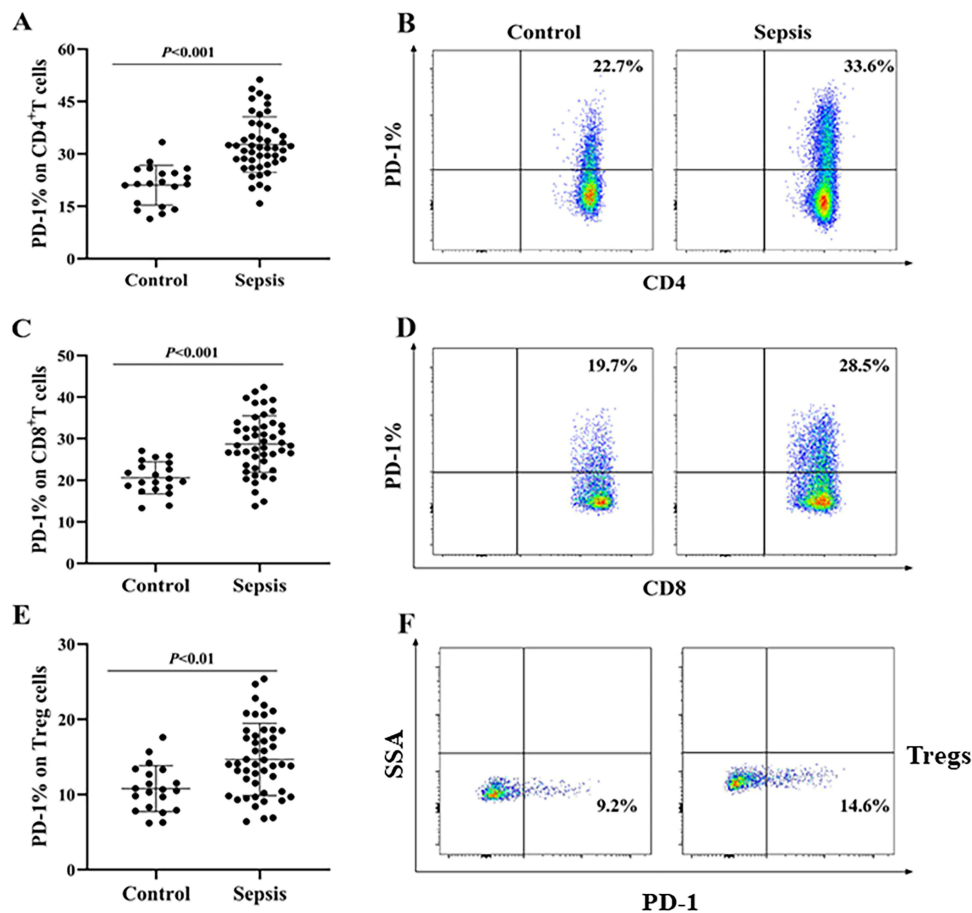 A
PD-1% on CD4+T cells
60
45
30
15
0
P<0.001
Control
Sepsis
B
Control
Sepsis
PD-1%
22.7%
33.6%
CD4
C
PD-1% on CD8+T cells
50
40
30
20
10
0
P<0.001
Control
Sepsis
D
PD-1%
19.7%
28.5%
CD8
E
PD-1% on Treg cells
30
20
10
0
P<0.01
Control
Sepsis
F
SSA
9.2%
14.6%
Tregs
PD-1